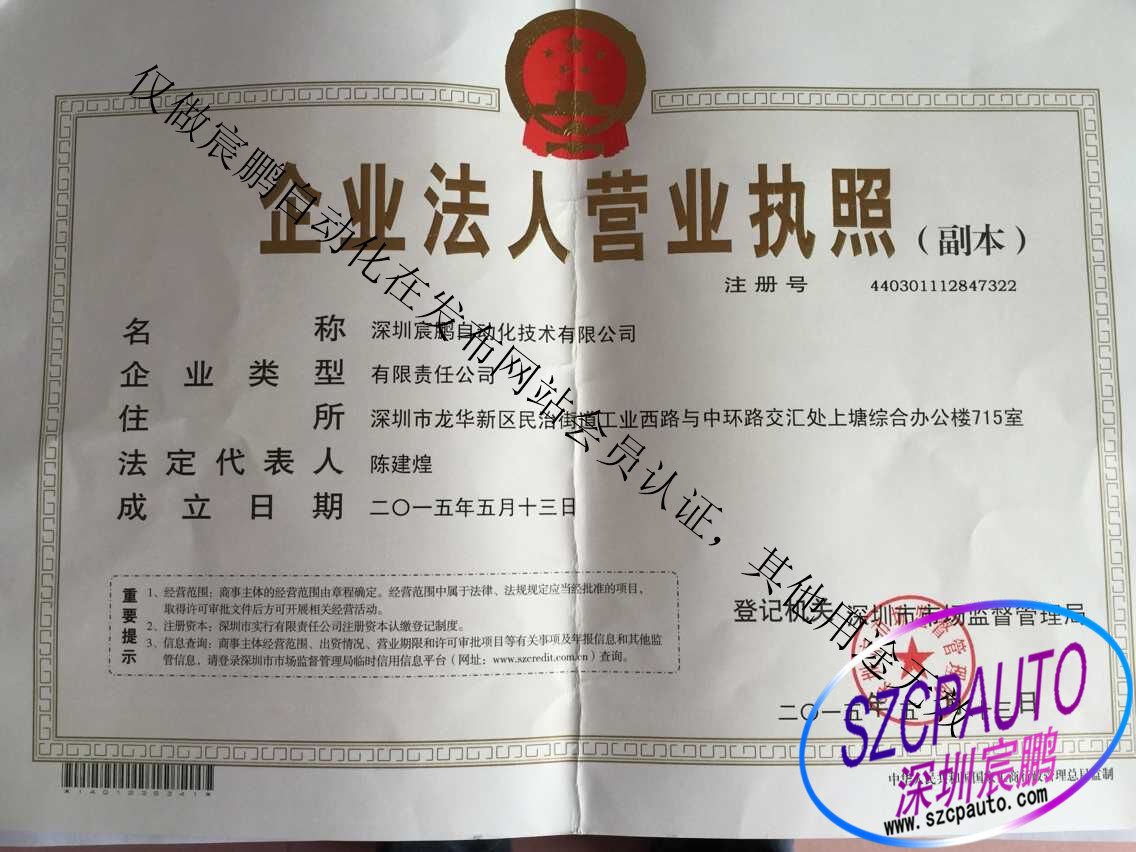 企业法人营业执照（副本）
注册号 440301112847322
名称 深圳宸鹏自动化技术有限公司
企业类型 有限责任公司
住所 深圳市龙华新区民治街道工业西路与中环路交汇处上塘综合办公楼715室
法定代表人 陈建煌
成立日期 二〇一五年五月十三日
重要提示
1、经营范围：商事主体的经营范围由章程确定。经营范围中属于法律、法规规定应当经批准的项目，
取得许可审批文件后方可开展相关经营活动。
2、注册资本：深圳市实行有限责任公司注册资本认缴登记制度。
3、信息查询：商事主体经营范围、出资情况、营业期限和许可审批项目等有关事项及年报信息和其他监
管信息，请登录深圳市市场监督管理局临时信用信息平台（网址：www.szcredit.com.cn）查询。
登记机关 深圳市市场监督管理局
二〇一五年五月十三日
仅做宸鹏自动化在发布网站会员认证，其他用途无效
SZCPAUTO
深圳宸鹏
www.szcpauto.com